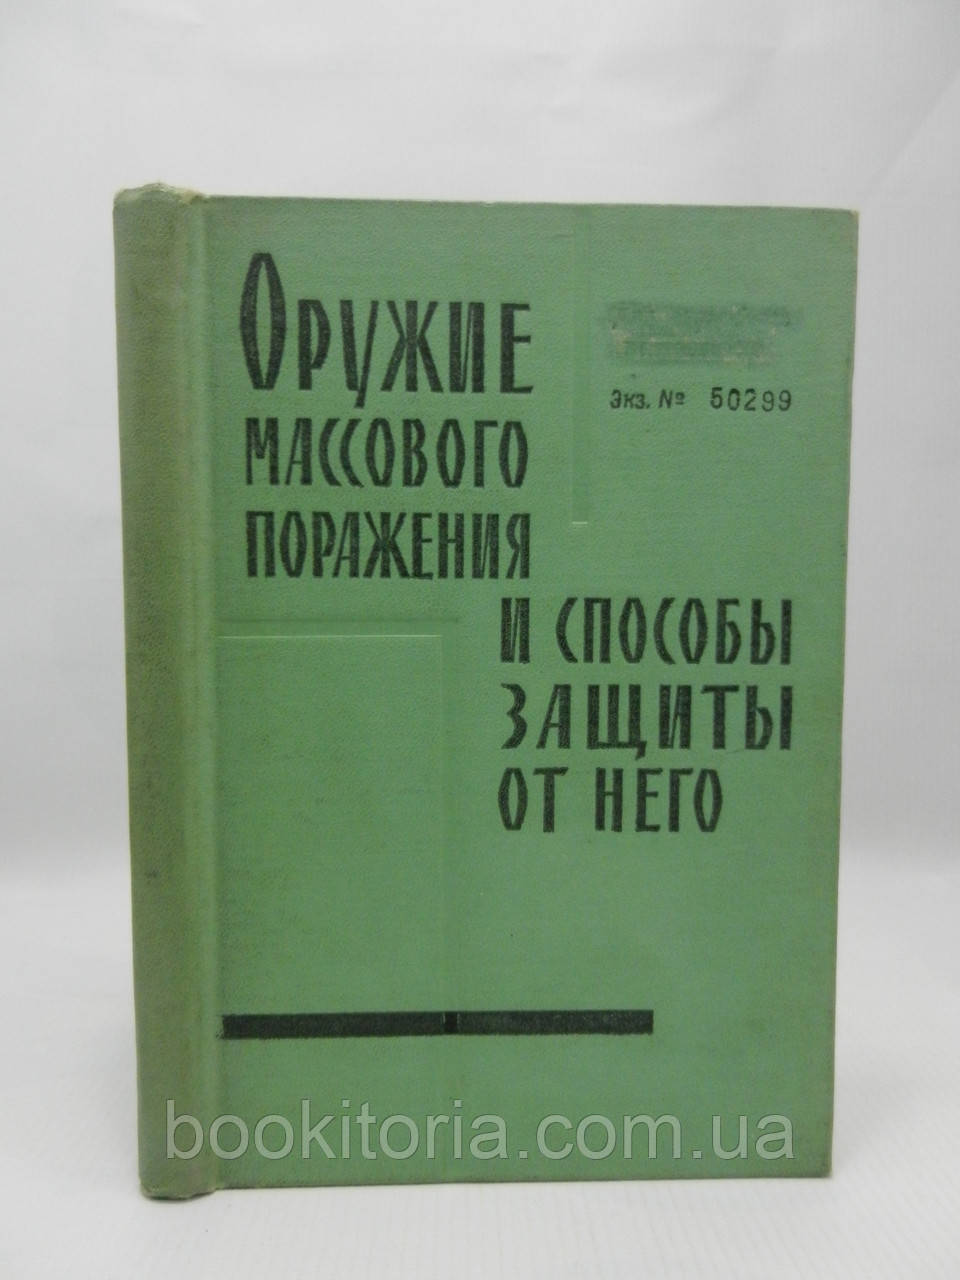 Оружие
массового
поражения
и способы
защиты
от него
Экз. № 50299
bookitoria.com.ua